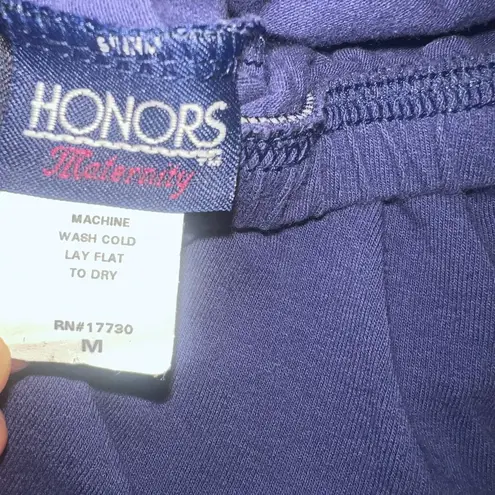 HONORS
Maternity
MACHINE
WASH COLD
LAY FLAT
TO DRY
RN#17730
M